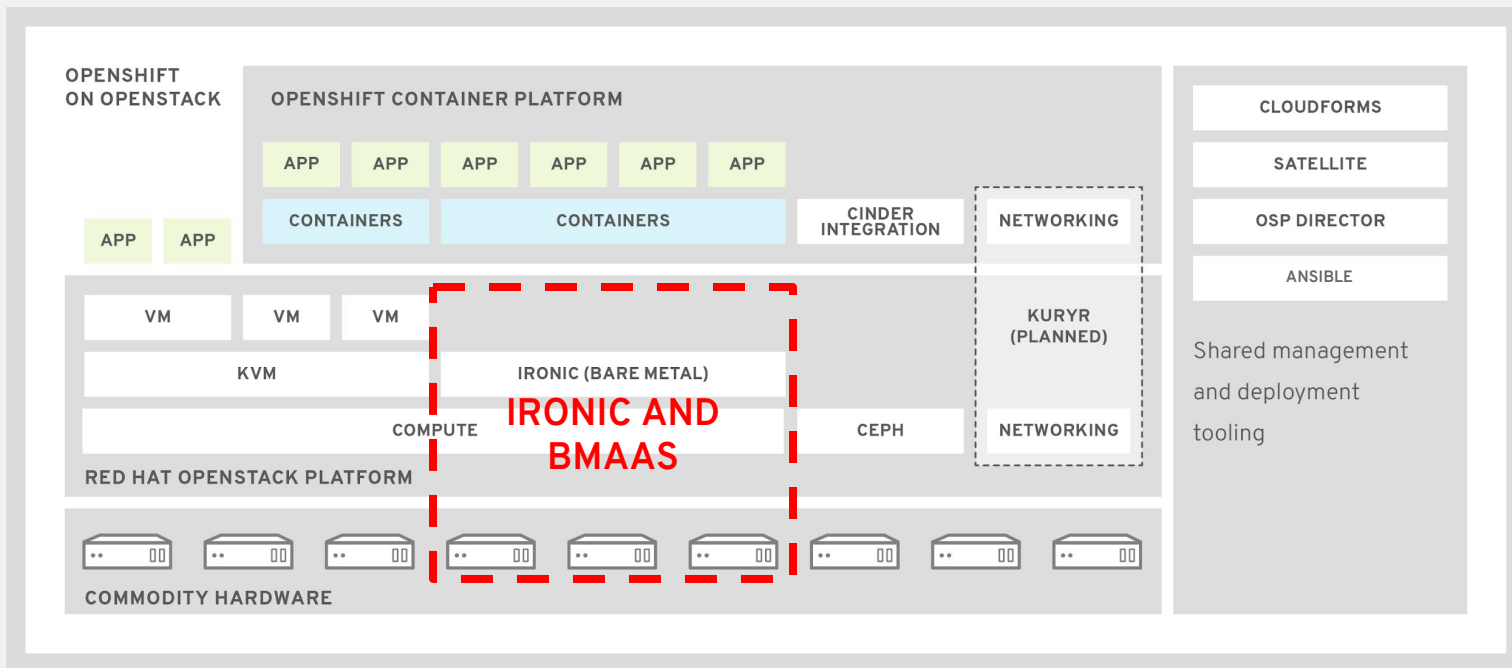 OPENSHIFT
ON OPENSTACK
OPENSHIFT CONTAINER PLATFORM
APP APP APP APP APP APP
CONTAINERS CONTAINERS
CINDER
INTEGRATION
NETWORKING
APP APP
VM VM VM
KURYR
(PLANNED)
KVM IRONIC (BARE METAL)
IRONIC AND
BMAAS
COMPUTE CEPH NETWORKING
RED HAT OPENSTACK PLATFORM
COMMODITY HARDWARE
CLOUDFORMS
SATELLITE
OSP DIRECTOR
ANSIBLE
Shared management
and deployment
tooling